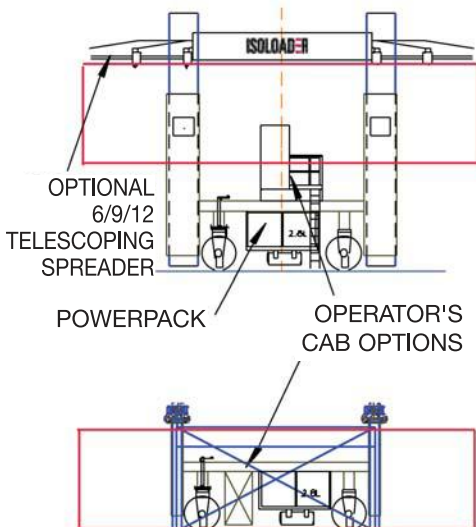 ISOLOADER
OPTIONAL
6/9/12
TELESCOPING
SPREADER
2.8L
POWERPACK
OPERATOR'S
CAB OPTIONS
2.8L